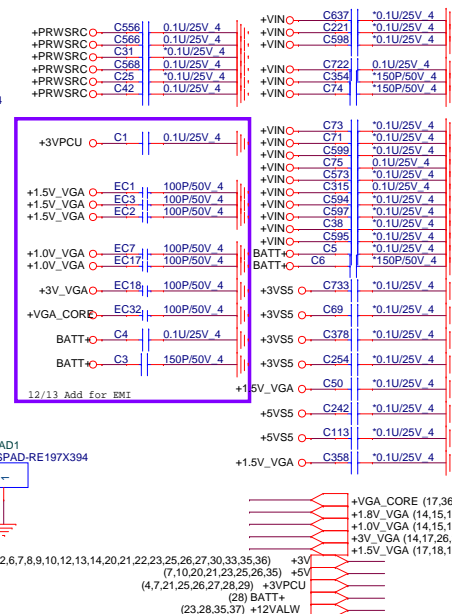 +PRWSRC C556 0.1U/25V_4
+PRWSRC C566 0.1U/25V_4
+PRWSRC C31 *0.1U/25V_4
+PRWSRC C568 0.1U/25V_4
+PRWSRC C25 *0.1U/25V_4
+PRWSRC C42 0.1U/25V_4
+3VPCU C1 0.1U/25V_4
+1.5V_VGA EC1 100P/50V_4
+1.5V_VGA EC3 100P/50V_4
+1.5V_VGA EC2 100P/50V_4
+1.0V_VGA EC7 100P/50V_4
+1.0V_VGA EC17 100P/50V_4
+3V_VGA EC18 100P/50V_4
+VGA_CORE EC32 100P/50V_4
BATT+ C4 0.1U/25V_4
BATT+ C3 150P/50V_4
12/13 Add for EMI
+VIN C637 *0.1U/25V_4
+VIN C221 *0.1U/25V_4
+VIN C598 *0.1U/25V_4
+VIN C722 0.1U/25V_4
+VIN C354 *150P/50V_4
+VIN C74 *150P/50V_4
+VIN C73 *0.1U/25V_4
+VIN C71 *0.1U/25V_4
+VIN C599 *0.1U/25V_4
+VIN C75 0.1U/25V_4
+VIN C573 *0.1U/25V_4
+VIN C315 0.1U/25V_4
+VIN C594 *0.1U/25V_4
+VIN C597 *0.1U/25V_4
+VIN C38 *0.1U/25V_4
+VIN C595 *0.1U/25V_4
BATT+ C5 *0.1U/25V_4
BATT+ C6 *150P/50V_4
+3VS5 C733 *0.1U/25V_4
+3VS5 C69 *0.1U/25V_4
+3VS5 C378 *0.1U/25V_4
+3VS5 C254 *0.1U/25V_4
+1.5V_VGA C50 *0.1U/25V_4
+5VS5 C242 *0.1U/25V_4
+5VS5 C113 *0.1U/25V_4
+1.5V_VGA C358 *0.1U/25V_4
AD1
SPAD-RE197X394
1
+VGA_CORE (17,36
+1.8V_VGA (14,15,1
+1.0V_VGA (14,15,1
+3V_VGA (14,17,26,
+1.5V_VGA (17,18,1
2,6,7,8,9,10,12,13,14,20,21,22,23,25,26,27,30,33,35,36) +3V
(7,10,20,21,23,25,26,35) +5V
(4,7,21,25,26,27,28,29) +3VPCU
(28) BATT+
(23,28,35,37) +12VALW